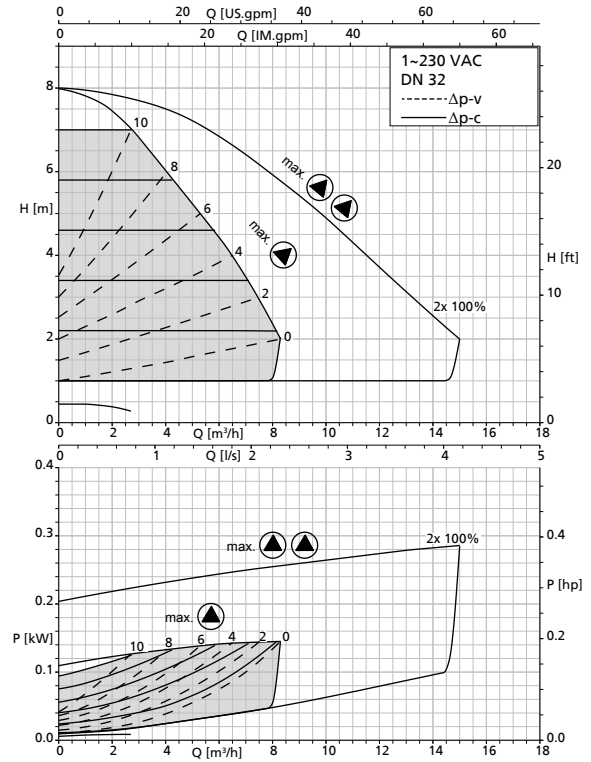 Q [US.gpm]
0 20 40 60
Q [IM.gpm]
0 12 24 36 48 60
1~230 VAC
DN 32
Δp-v
Δp-c
8
10
max.
8
20
6
6
H [m]
max.
4
4
H [ft]
2
10
2x 100%
2
0
0
0
0 2 4 6 8 10 12 14 16 18
Q [m³/h]
0 1 2 3 4 5
Q [l/s]
0.4
0.3
max.
2x 100%
0.4
P [hp]
0.2
max.
P [kW]
10 8 6 4 2 0
0.2
0.1
0.0
0.0
0 2 4 6 8 10 12 14 16 18
Q [m³/h]